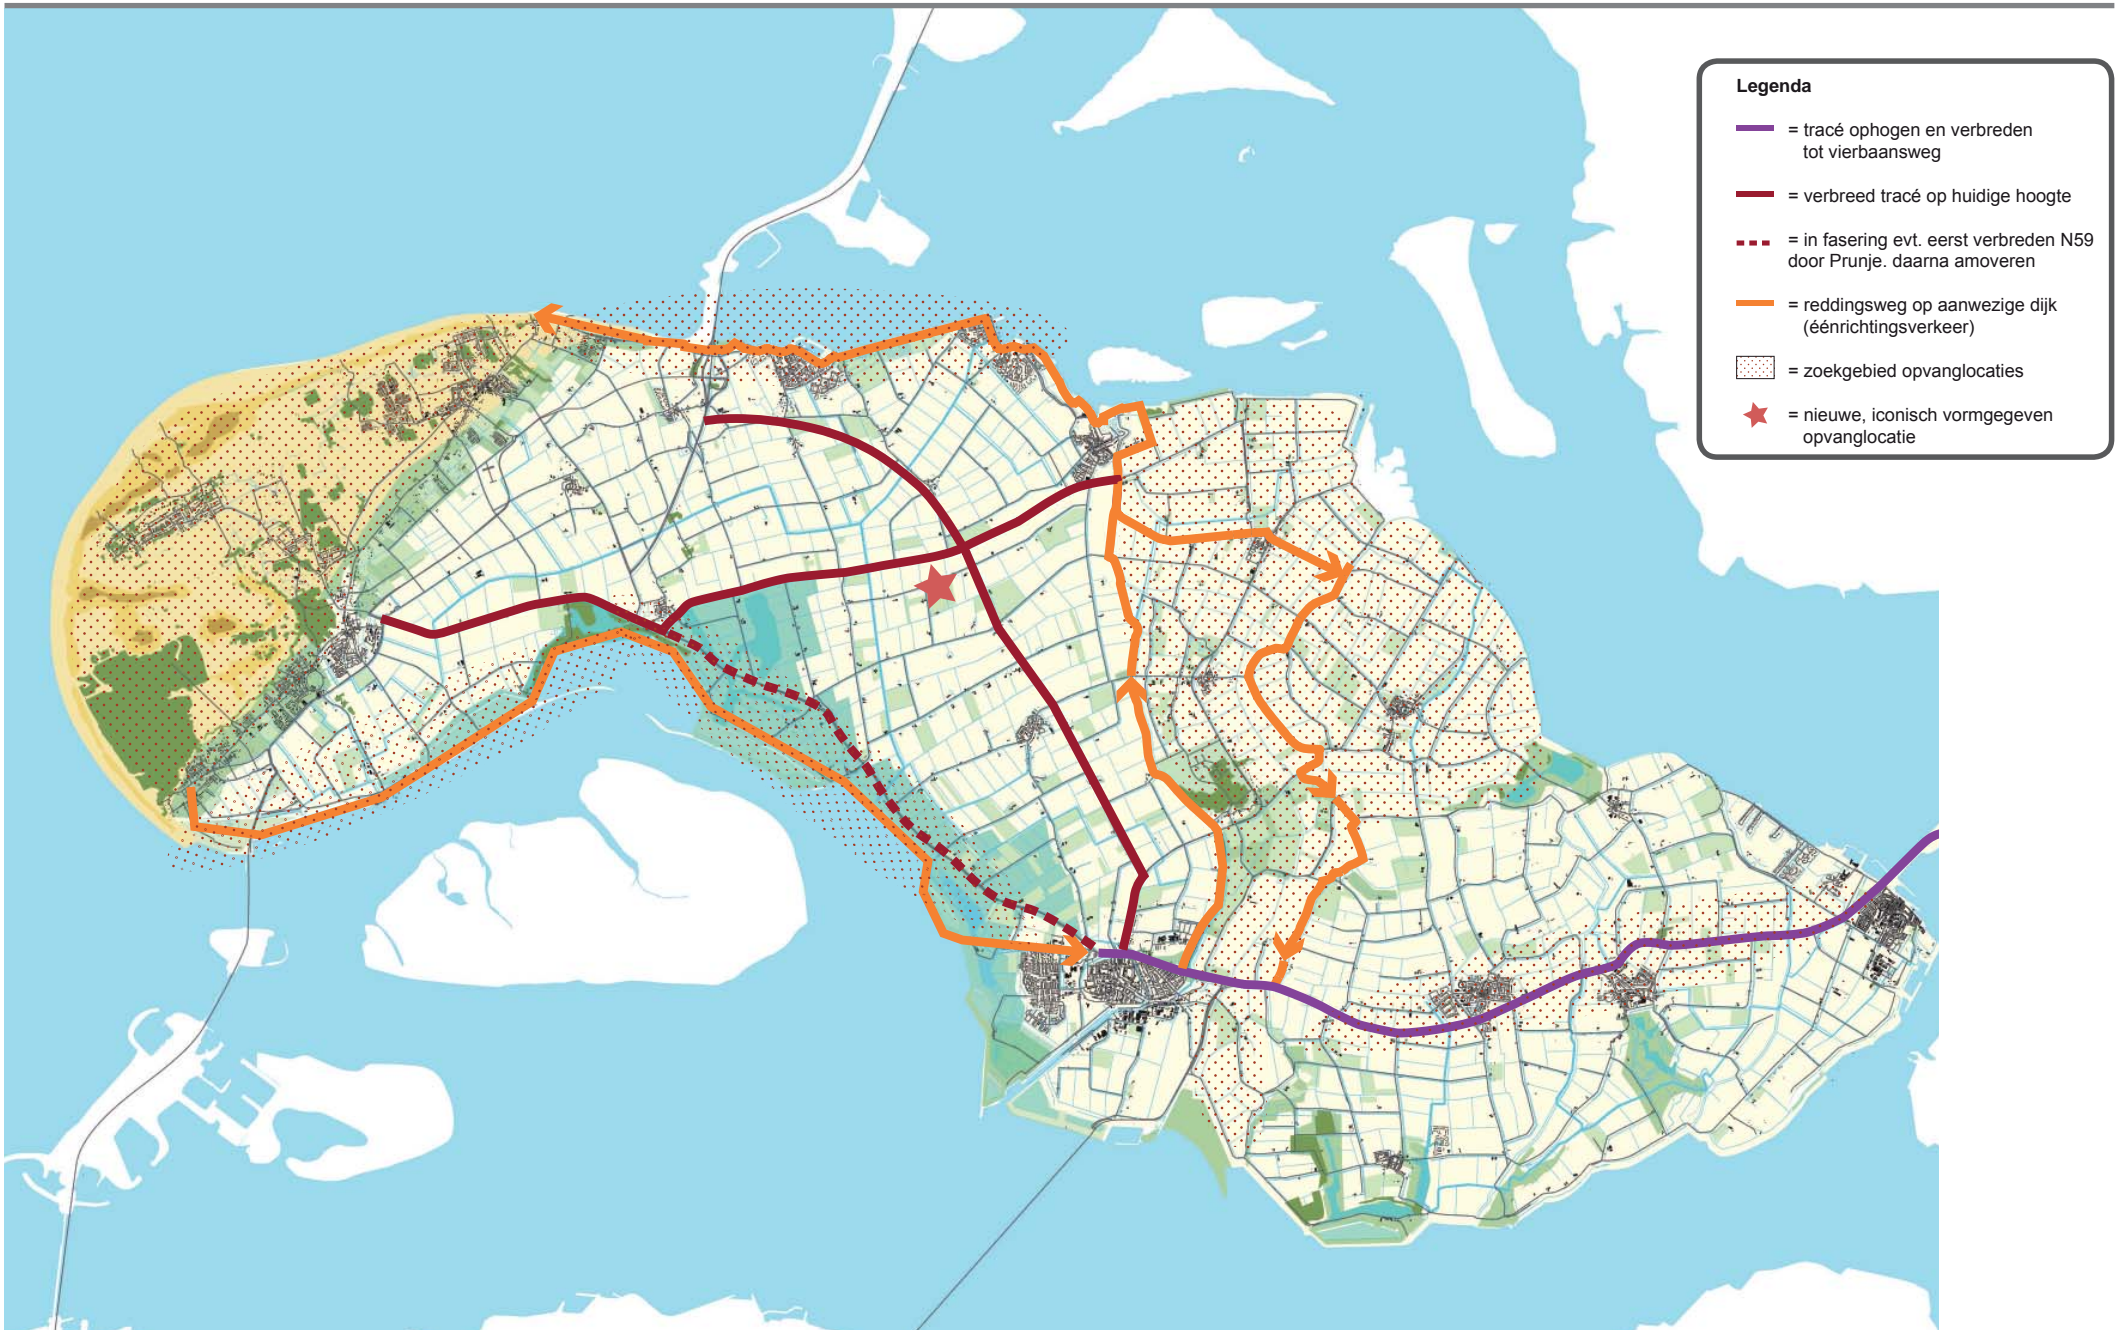 Legenda
= tracé ophogen en verbreden
tot vierbaansweg
= verbreed tracé op huidige hoogte
= in fasering evt. eerst verbreden N59
door Prunje. daarna amoveren
= reddingsweg op aanwezige dijk
(éénrichtingsverkeer)
= zoekgebied opvanglocaties
= nieuwe, iconisch vormgegeven
opvanglocatie